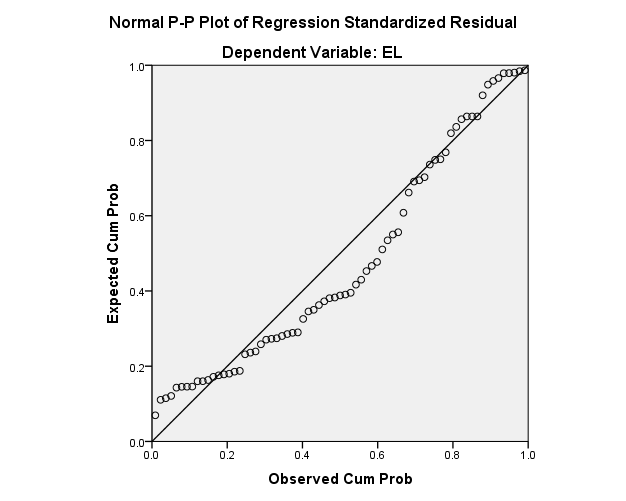 Normal P-P Plot of Regression Standardized Residual
Dependent Variable: EL
1.0
0.8
0.6
0.4
0.2
0.0
Expected Cum Prob
0.0 0.2 0.4 0.6 0.8 1.0
Observed Cum Prob